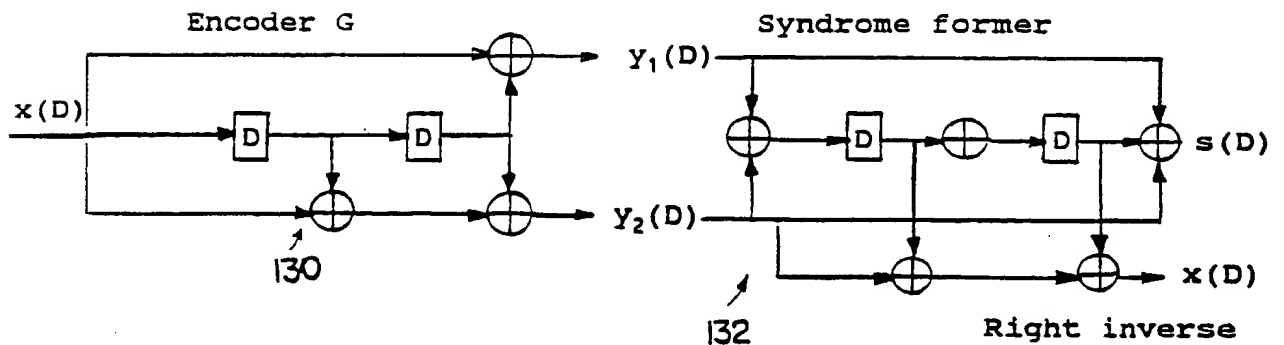 Encoder G
Syndrome former
x(D)
D
D
y₁(D)
y₂(D)
130
D
D
s(D)
x(D)
132
Right inverse